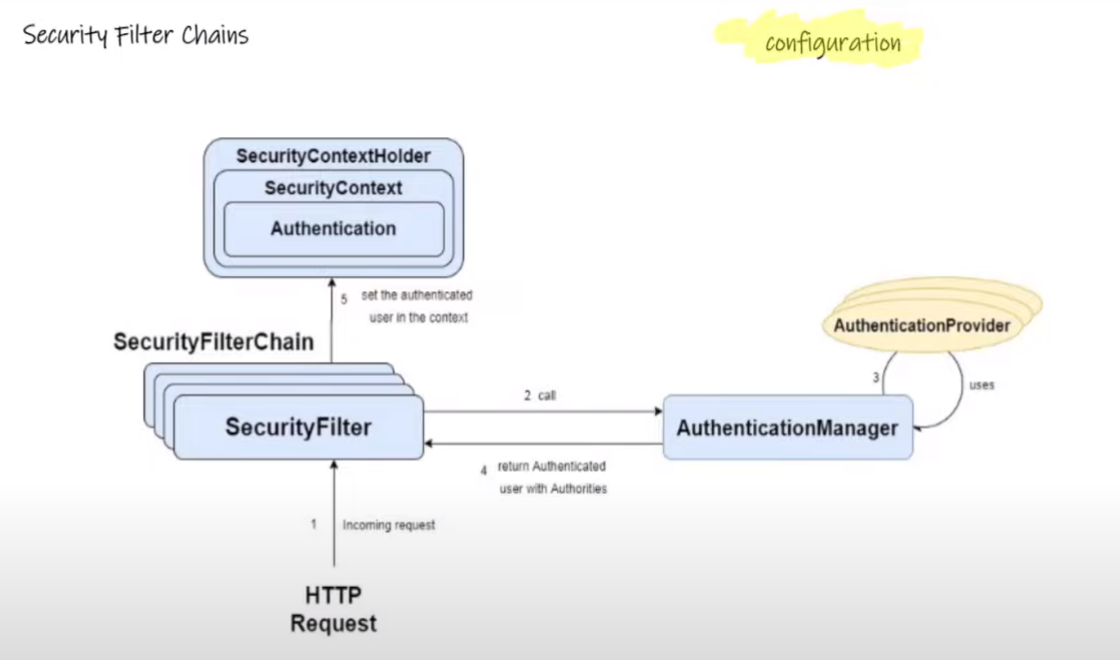 Security Filter Chains
configuration
SecurityContextHolder
SecurityContext
Authentication
5 set the authenticated
user in the context
SecurityFilterChain
SecurityFilter
2 call
AuthenticationProvider
3
uses
AuthenticationManager
4 return Authenticated
user with Authorities
1 Incoming request
HTTP
Request